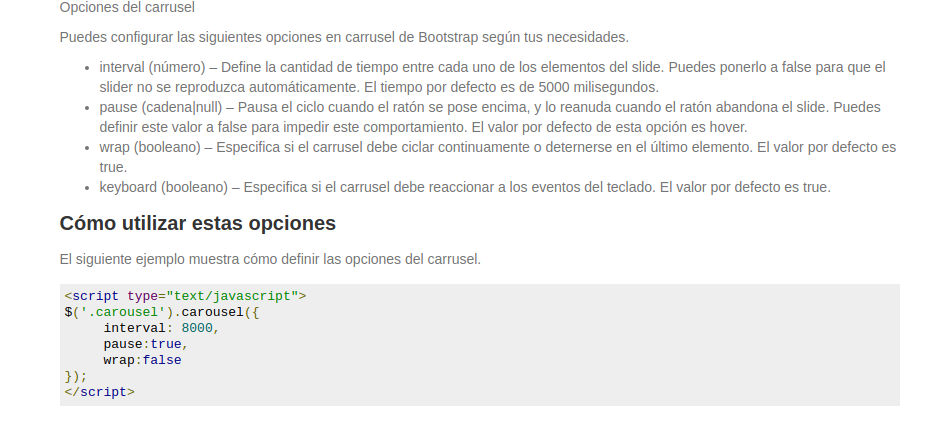 Opciones del carrusel
Puedes configurar las siguientes opciones en carrusel de Bootstrap según tus necesidades.
• interval (número) – Define la cantidad de tiempo entre cada uno de los elementos del slide. Puedes ponerlo a false para que el
slider no se reproduzca automáticamente. El tiempo por defecto es de 5000 milisegundos.
• pause (cadena|null) – Pausa el ciclo cuando el ratón se pose encima, y lo reanuda cuando el ratón abandona el slide. Puedes
definir este valor a false para impedir este comportamiento. El valor por defecto de esta opción es hover.
• wrap (booleano) – Especifica si el carrusel debe ciclar continuamente o deternerse en el último elemento. El valor por defecto es
true.
• keyboard (booleano) – Especifica si el carrusel debe reaccionar a los eventos del teclado. El valor por defecto es true.
Cómo utilizar estas opciones
El siguiente ejemplo muestra cómo definir las opciones del carrusel.
<script type="text/javascript">
$('.carousel').carousel({
     interval: 8000,
     pause:true,
     wrap:false
});
</script>